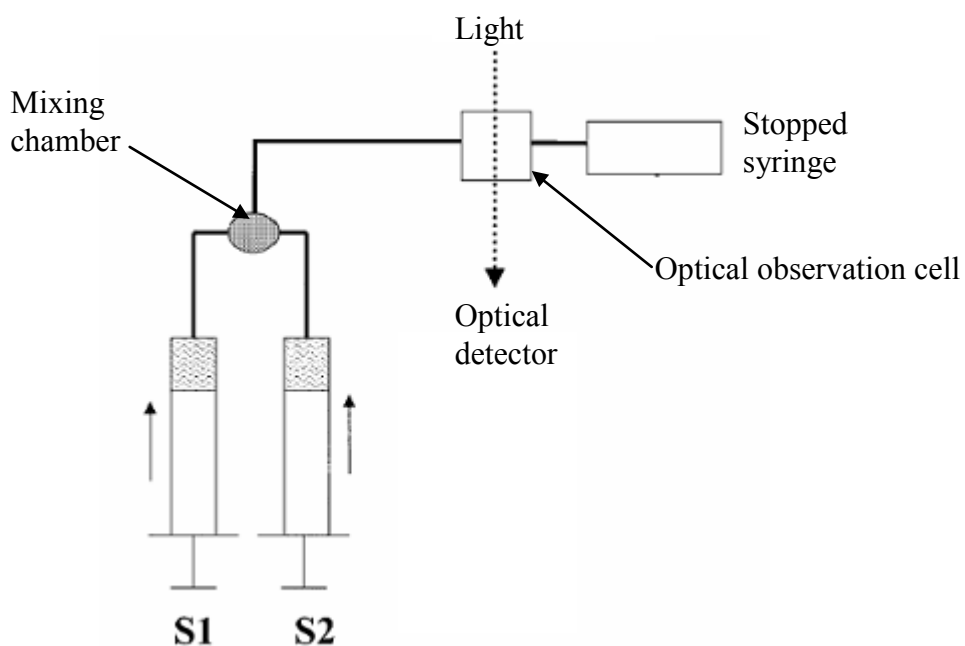 Light
Mixing
chamber
Stopped
syringe
Optical observation cell
Optical
detector
S1 S2